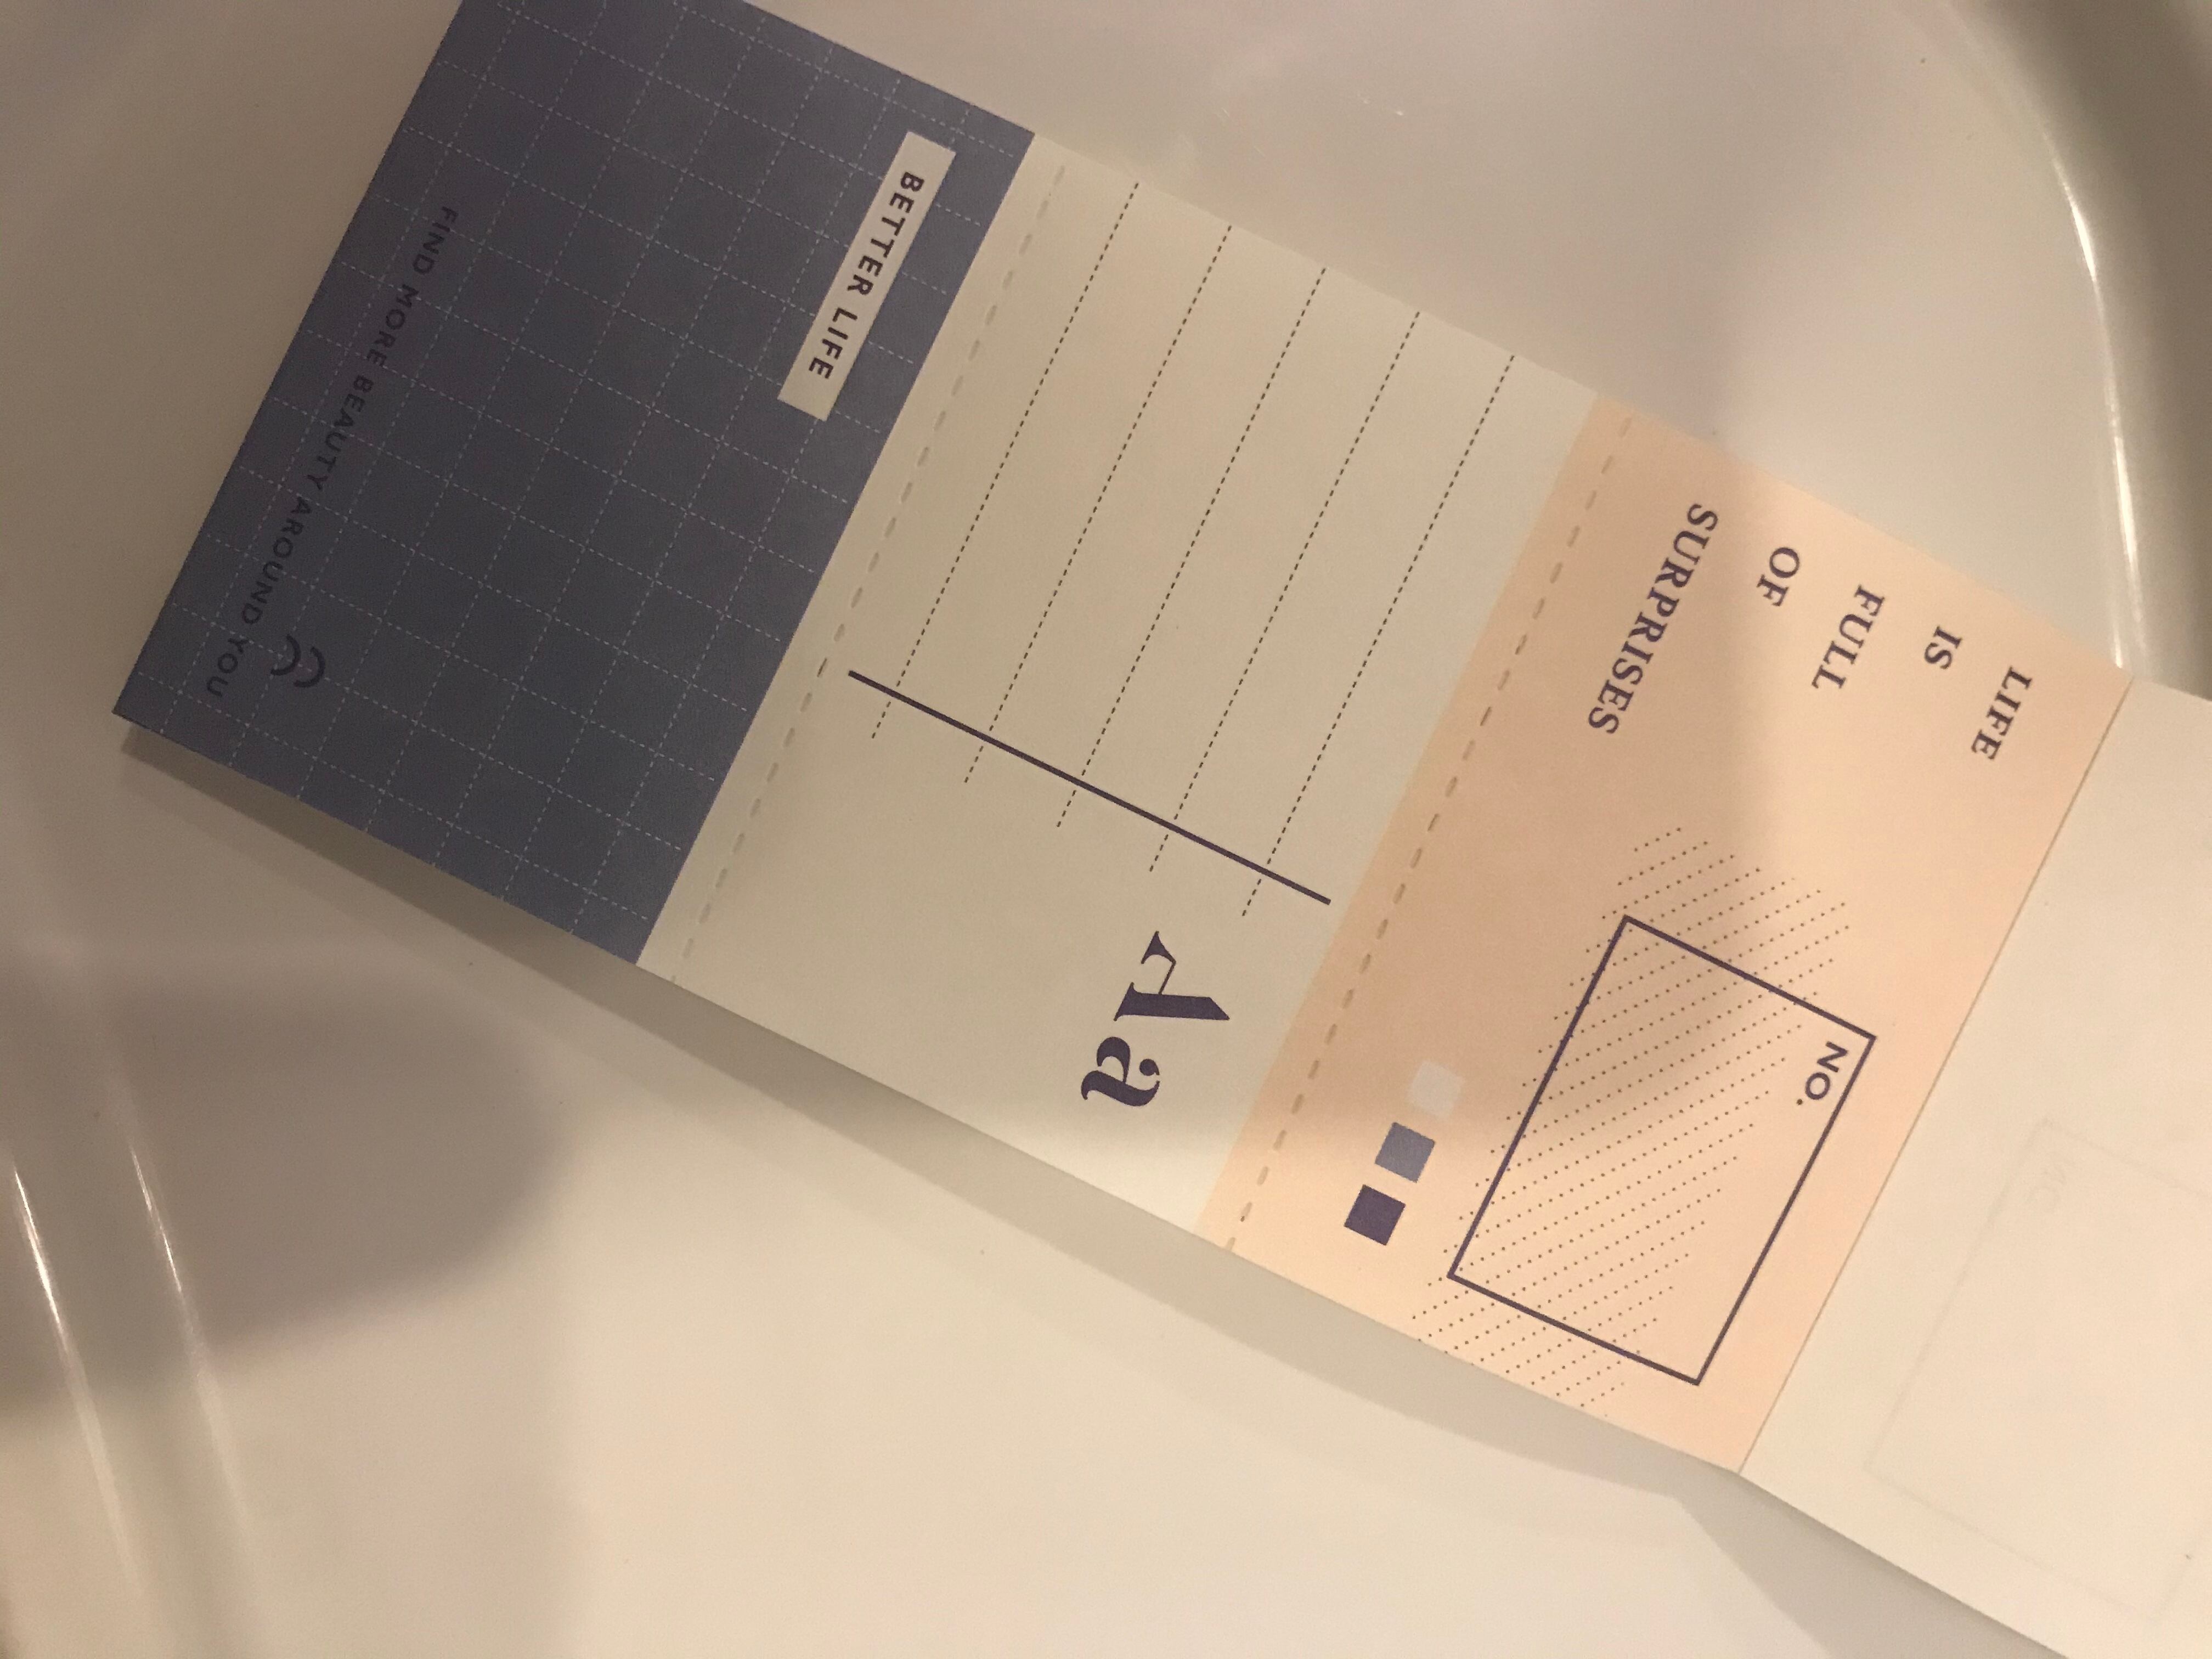 LIFE
IS
FULL
OF
SURPRISES
NO.
Aa
BETTER LIFE
FIND MORE BEAUTY AROUND YOU